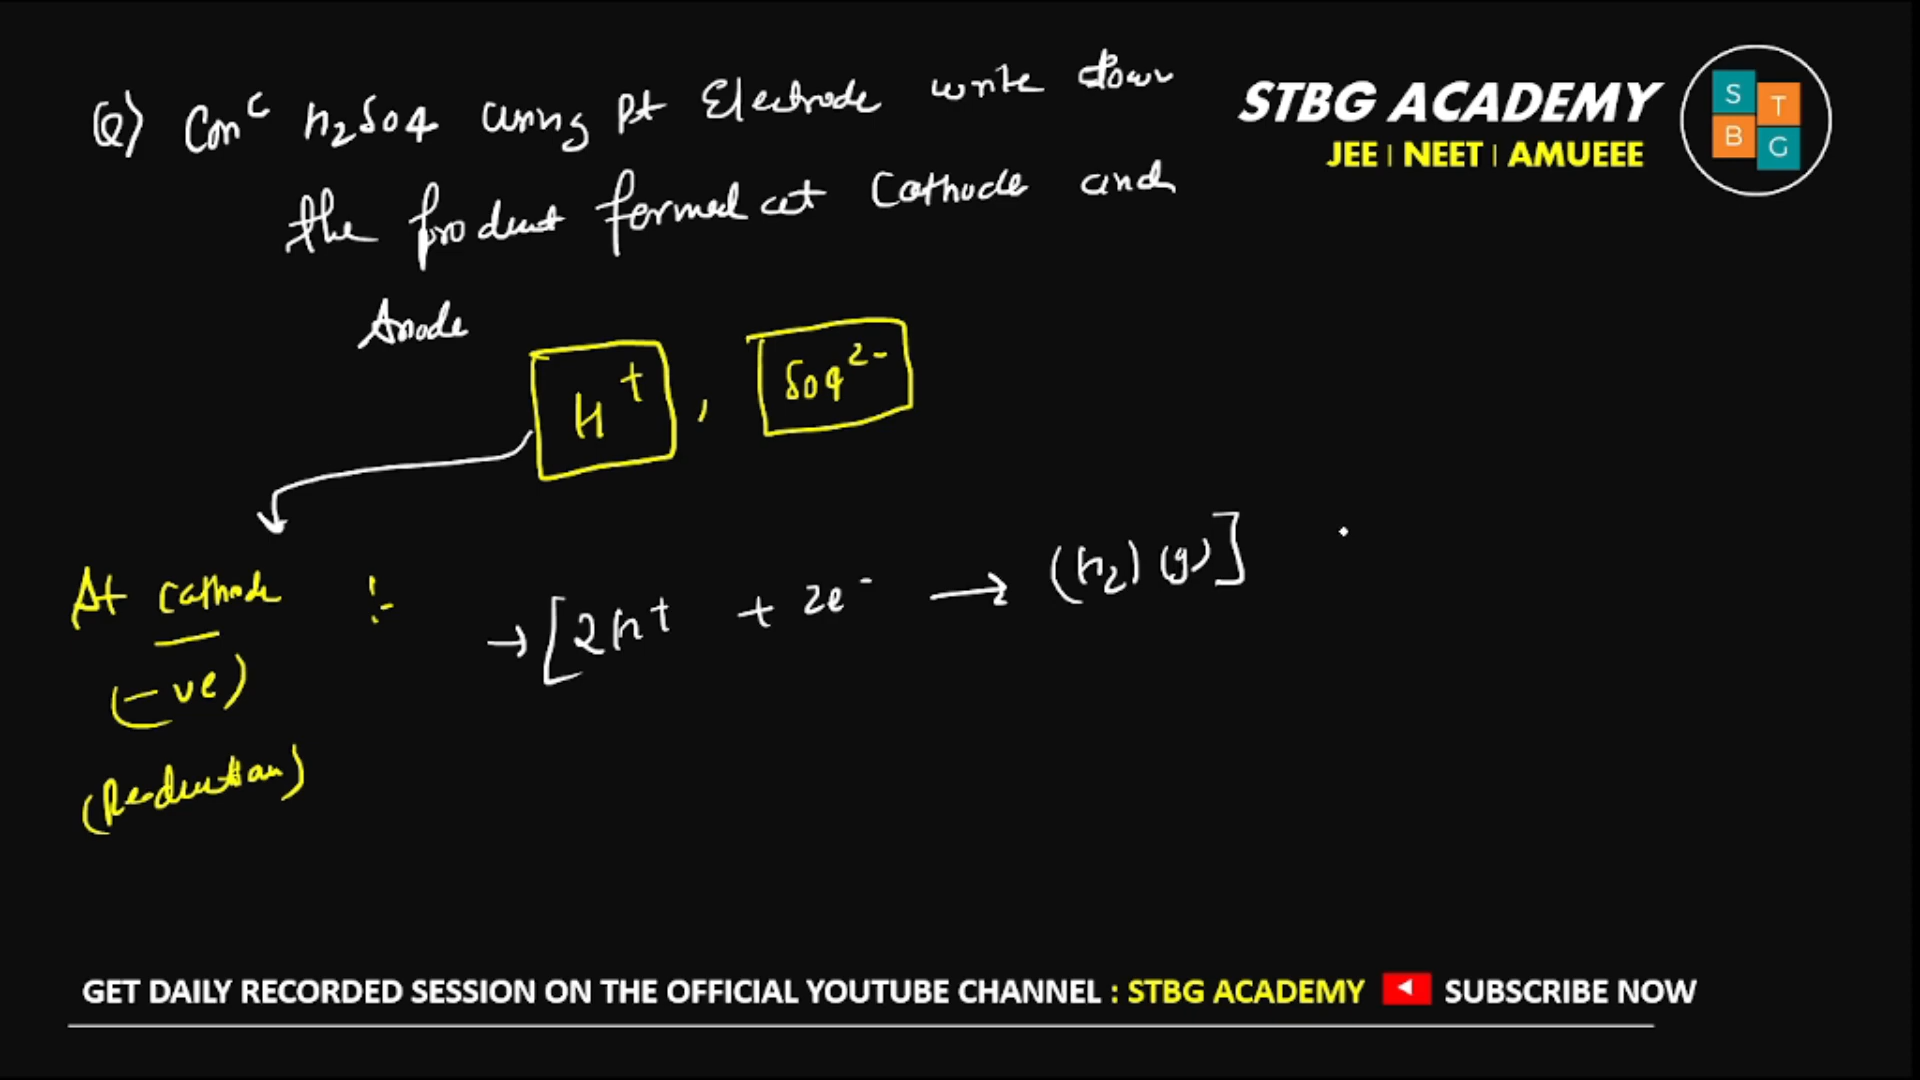 Q) Conc H2SO4 using Pt Electrode write down
the product formed at Cathode and
Anode
STBG ACADEMY
JEE | NEET | AMUEEE
S T
B G
H+ , SO4 2-
At Cathode :- → [2H+ + 2e- → (H2) (g)]
(-ve)
(Reduction)
GET DAILY RECORDED SESSION ON THE OFFICIAL YOUTUBE CHANNEL : STBG ACADEMY SUBSCRIBE NOW